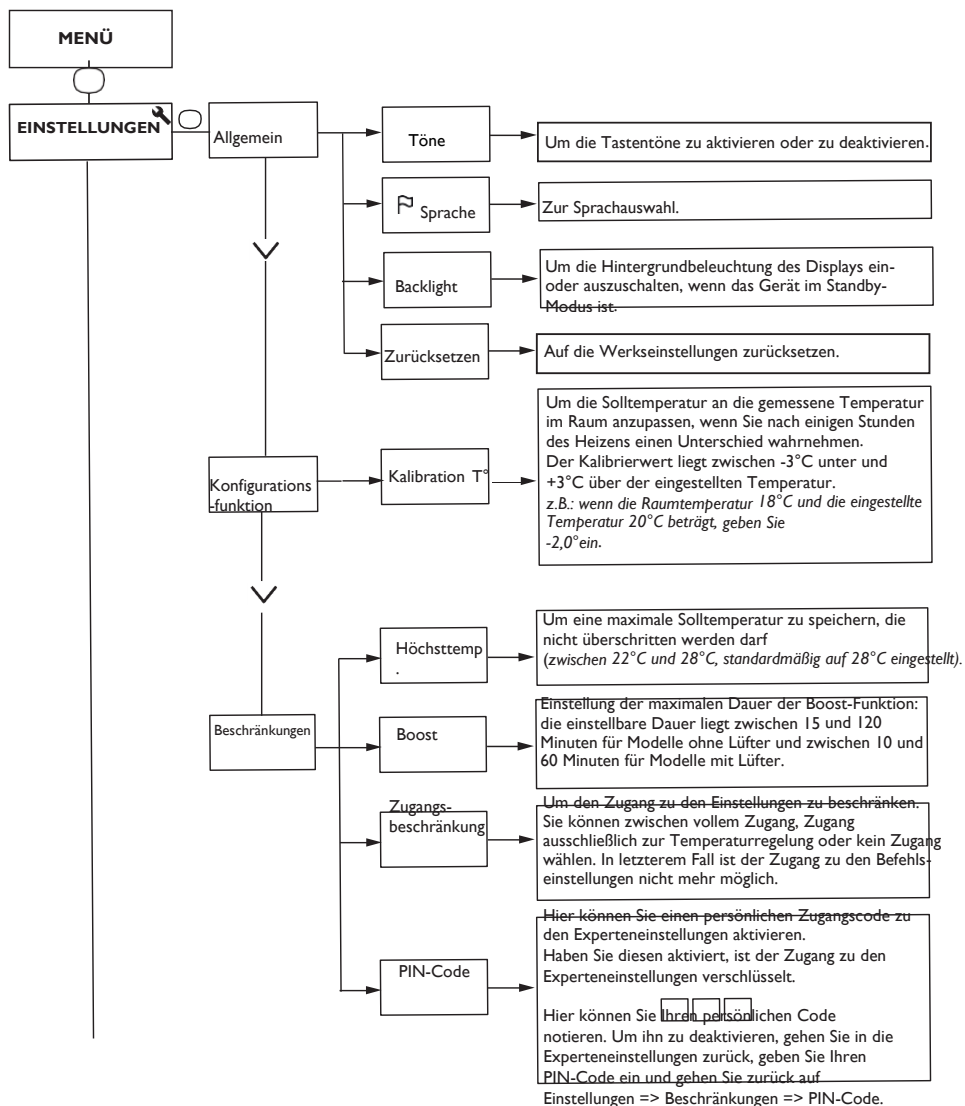 MENÜ
EINSTELLUNGEN
Allgemein
Töne
Um die Tastentöne zu aktivieren oder zu deaktivieren.
Sprache
Zur Sprachauswahl.
Backlight
Um die Hintergrundbeleuchtung des Displays ein-
oder auszuschalten, wenn das Gerät im Standby-
Modus ist.
Zurücksetzen
Auf die Werkseinstellungen zurücksetzen.
Konfigurations
-funktion
Kalibration T°
Um die Solltemperatur an die gemessene Temperatur
im Raum anzupassen, wenn Sie nach einigen Stunden
des Heizens einen Unterschied wahrnehmen.
Der Kalibrierwert liegt zwischen -3°C unter und
+3°C über der eingestellten Temperatur.
z.B.: wenn die Raumtemperatur 18°C und die eingestellte
Temperatur 20°C beträgt, geben Sie
-2,0°ein.
Beschränkungen
Höchsttemp
.
Um eine maximale Solltemperatur zu speichern, die
nicht überschritten werden darf
(zwischen 22°C und 28°C, standardmäßig auf 28°C eingestellt).
Boost
Einstellung der maximalen Dauer der Boost-Funktion:
die einstellbare Dauer liegt zwischen 15 und 120
Minuten für Modelle ohne Lüfter und zwischen 10 und
60 Minuten für Modelle mit Lüfter.
Zugangs-
beschränkung
Um den Zugang zu den Einstellungen zu beschränken.
Sie können zwischen vollem Zugang, Zugang
ausschließlich zur Temperaturregelung oder kein Zugang
wählen. In letzterem Fall ist der Zugang zu den Befehls-
einstellungen nicht mehr möglich.
PIN-Code
Hier können Sie einen persönlichen Zugangscode zu
den Experteneinstellungen aktivieren.
Haben Sie diesen aktiviert, ist der Zugang zu den
Experteneinstellungen verschlüsselt.
Hier können Sie Ihren persönlichen Code
notieren. Um ihn zu deaktivieren, gehen Sie in die
Experteneinstellungen zurück, geben Sie Ihren
PIN-Code ein und gehen Sie zurück auf
Einstellungen => Beschränkungen => PIN-Code.